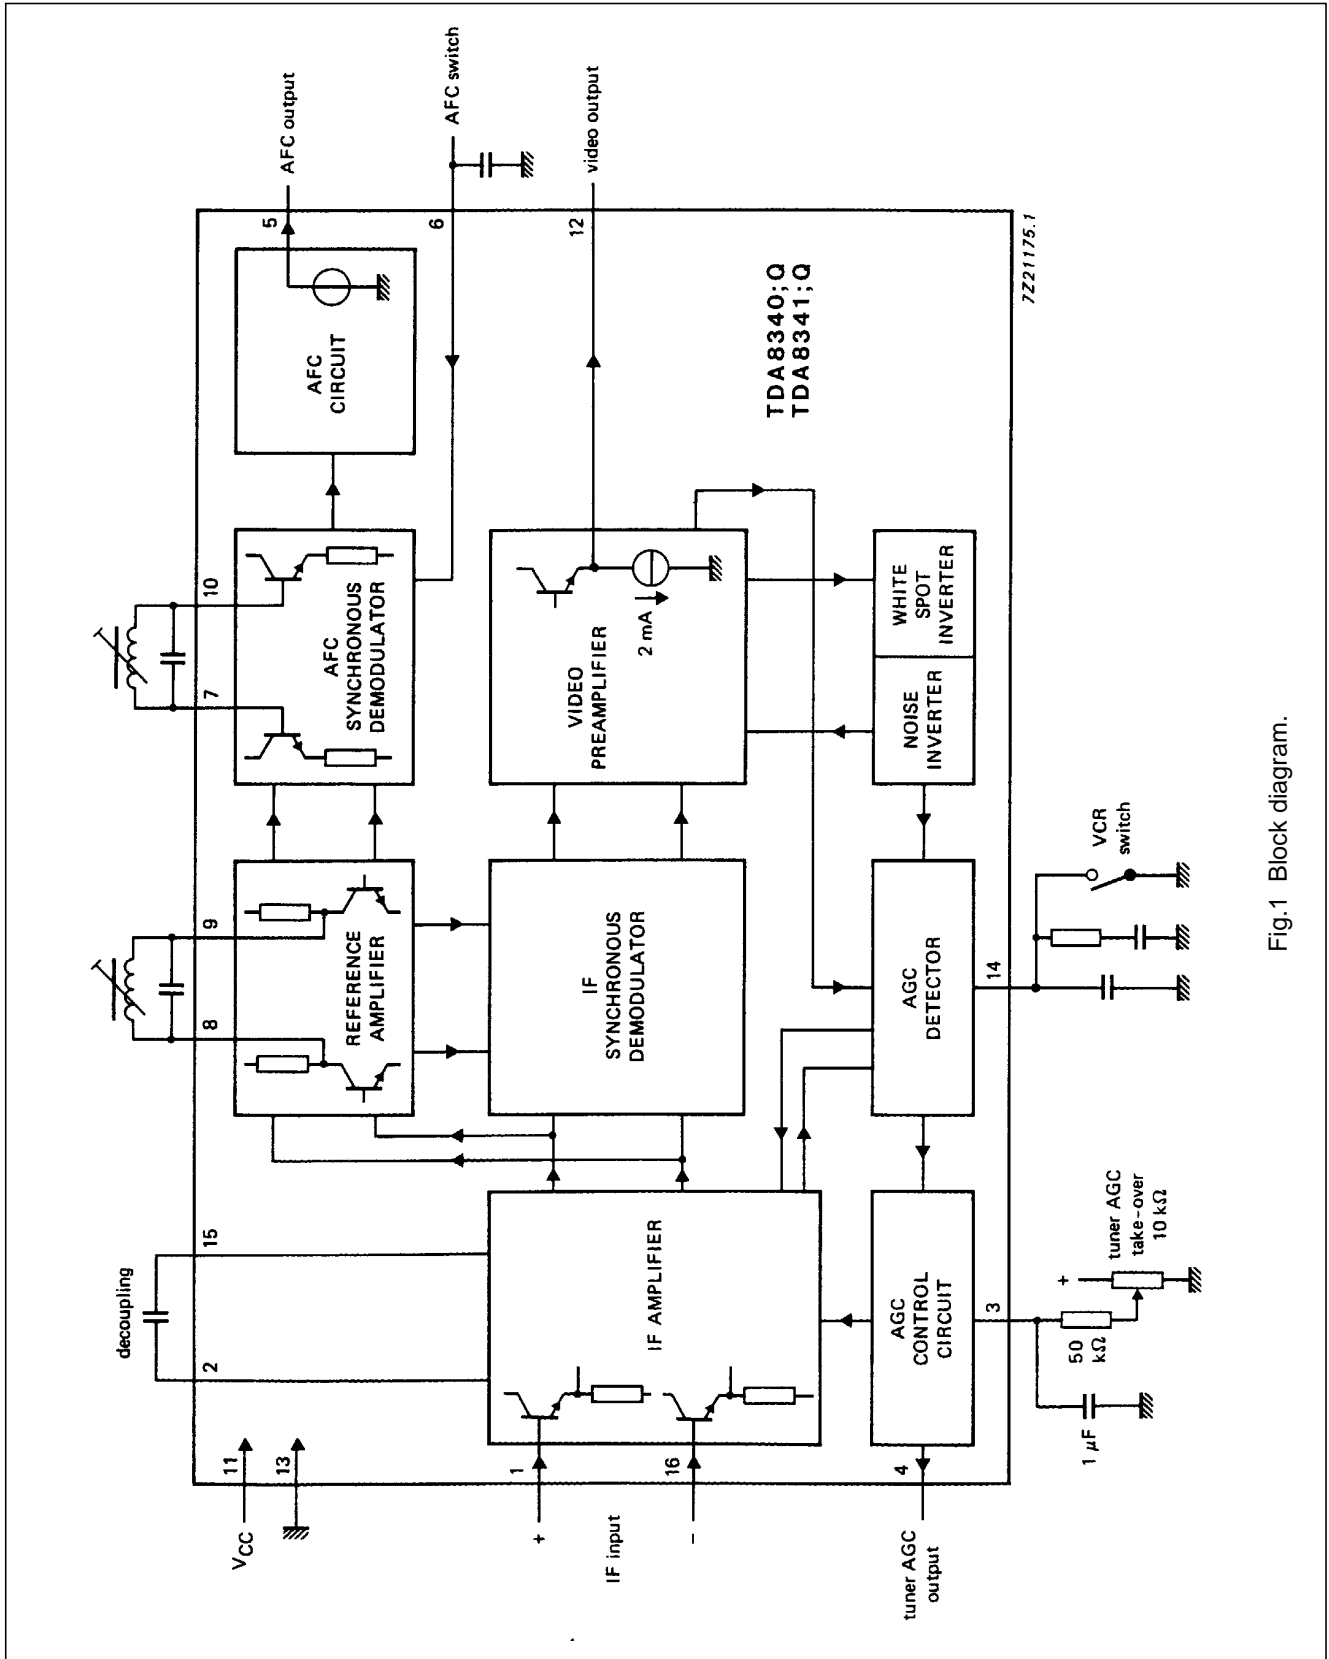 decoupling
2
15
8
9
7
10
VCC
11
13
REFERENCE
AMPLIFIER
AFC
SYNCHRONOUS
DEMODULATOR
AFC
CIRCUIT
5
AFC output
6
AFC switch
+
IF input
-
1
16
IF AMPLIFIER
IF
SYNCHRONOUS
DEMODULATOR
VIDEO
PREAMPLIFIER
2 mA
12
video output
TDA8340;Q
TDA8341;Q
tuner AGC
output
4
AGC
CONTROL
CIRCUIT
AGC
DETECTOR
NOISE
INVERTER
WHITE
SPOT
INVERTER
3
14
7Z21175.1
1 μF
50
kΩ
+
tuner AGC
take-over
10 kΩ
VCR
switch
Fig.1 Block diagram.